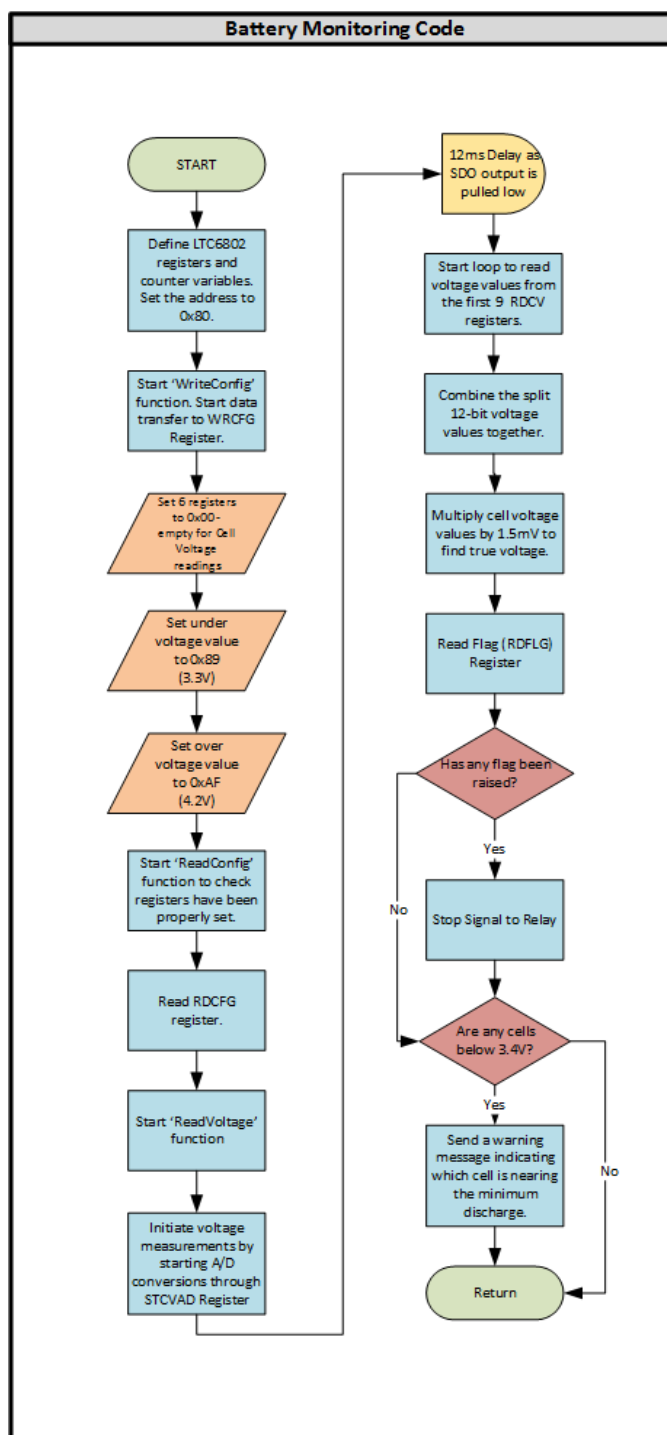 Battery Monitoring Code
START
Define LTC6802
registers and
counter variables.
Set the address to
0x80.
Start ‘WriteConfig’
function. Start data
transfer to WRCFG
Register.
Set 6 registers
to 0x00-
empty for Cell
Voltage
readings
Set under
voltage value
to 0x89
(3.3V)
Set over
voltage value
to 0xAF
(4.2V)
Start ‘ReadConfig’
function to check
registers have been
properly set.
Read RDCFG
register.
Start ‘ReadVoltage’
function
Initiate voltage
measurements by
starting A/D
conversions through
STCVAD Register
12ms Delay as
SDO output is
pulled low
Start loop to read
voltage values from
the first 9 RDCV
registers.
Combine the split
12-bit voltage
values together.
Multiply cell voltage
values by 1.5mV to
find true voltage.
Read Flag (RDFLG)
Register
Has any flag been
raised?
Yes
No
Stop Signal to Relay
Are any cells
below 3.4V?
Yes
No
Send a warning
message indicating
which cell is nearing
the minimum
discharge.
Return